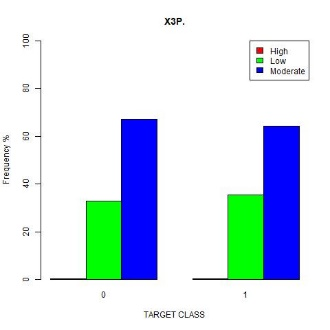 X3P.
High
Low
Moderate
Frequency %
100
80
60
40
20
0
0 1
TARGET CLASS